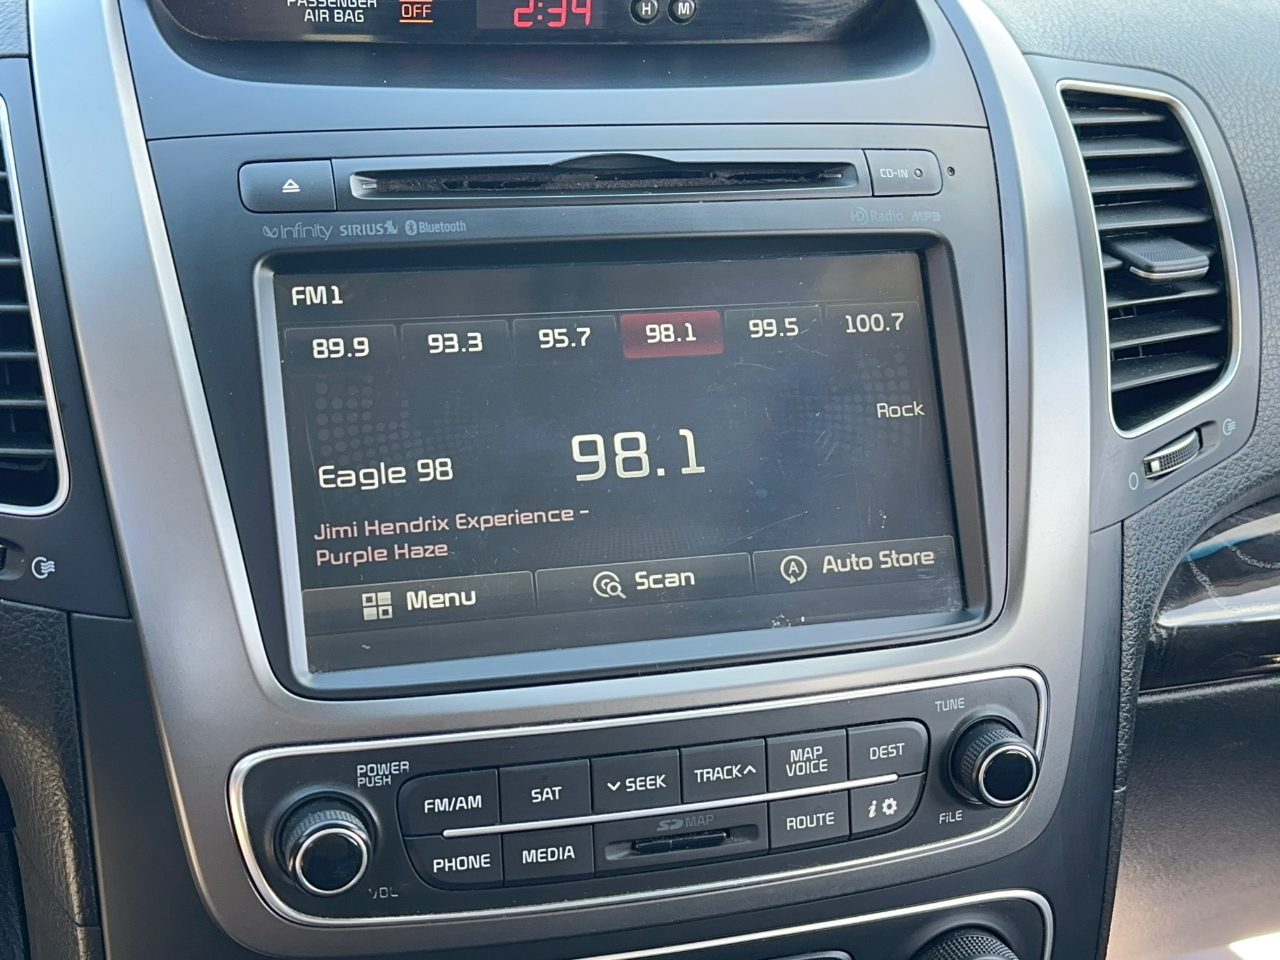 PASSENGER OFF 2:34 H M
AIR BAG
CD-IN
Infinity SIRIUS Bluetooth HD Radio MP3
FM1
89.9 93.3 95.7 98.1 99.5 100.7
Rock
Eagle 98 98.1
Jimi Hendrix Experience -
Purple Haze
Menu Scan A Auto Store
POWER
PUSH
VOL
FM/AM SAT SEEK TRACK MAP VOICE DEST
PHONE MEDIA SD MAP ROUTE i
TUNE
FILE